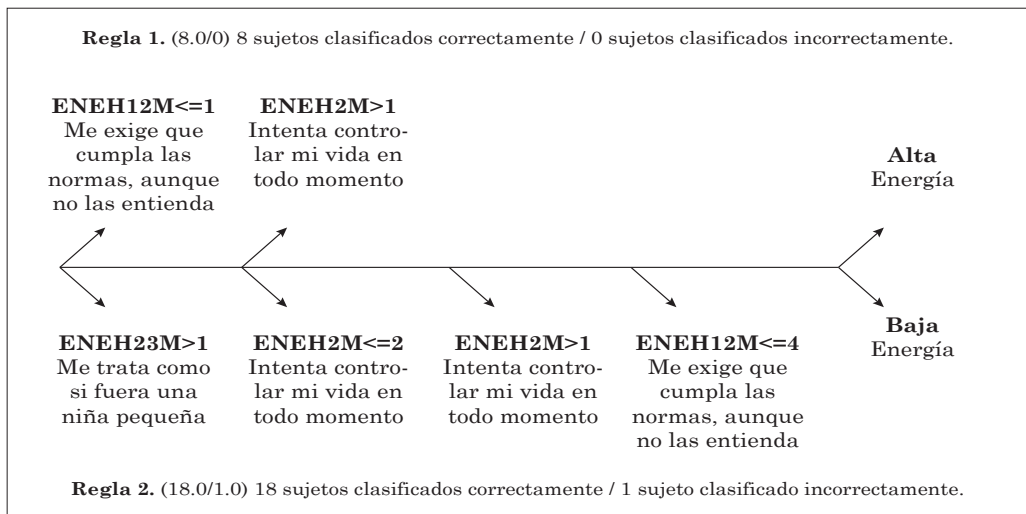 Regla 1. (8.0/0) 8 sujetos clasificados correctamente / 0 sujetos clasificados incorrectamente.
ENEH12M<=1
Me exige que
cumpla las
normas, aunque
no las entienda
ENEH2M>1
Intenta contro-
lar mi vida en
todo momento
Alta
Energía
ENEH23M>1
Me trata como
si fuera una
niña pequeña
ENEH2M<=2
Intenta contro-
lar mi vida en
todo momento
ENEH2M>1
Intenta contro-
lar mi vida en
todo momento
ENEH12M<=4
Me exige que
cumpla las
normas, aunque
no las entienda
Baja
Energía
Regla 2. (18.0/1.0) 18 sujetos clasificados correctamente / 1 sujeto clasificado incorrectamente.